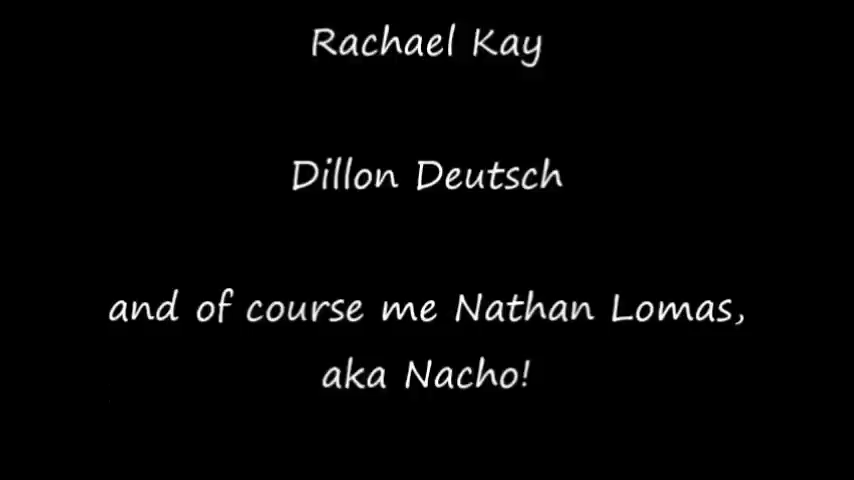 Rachael Kay
Dillon Deutsch
and of course me Nathan Lomas,
aka Nacho!